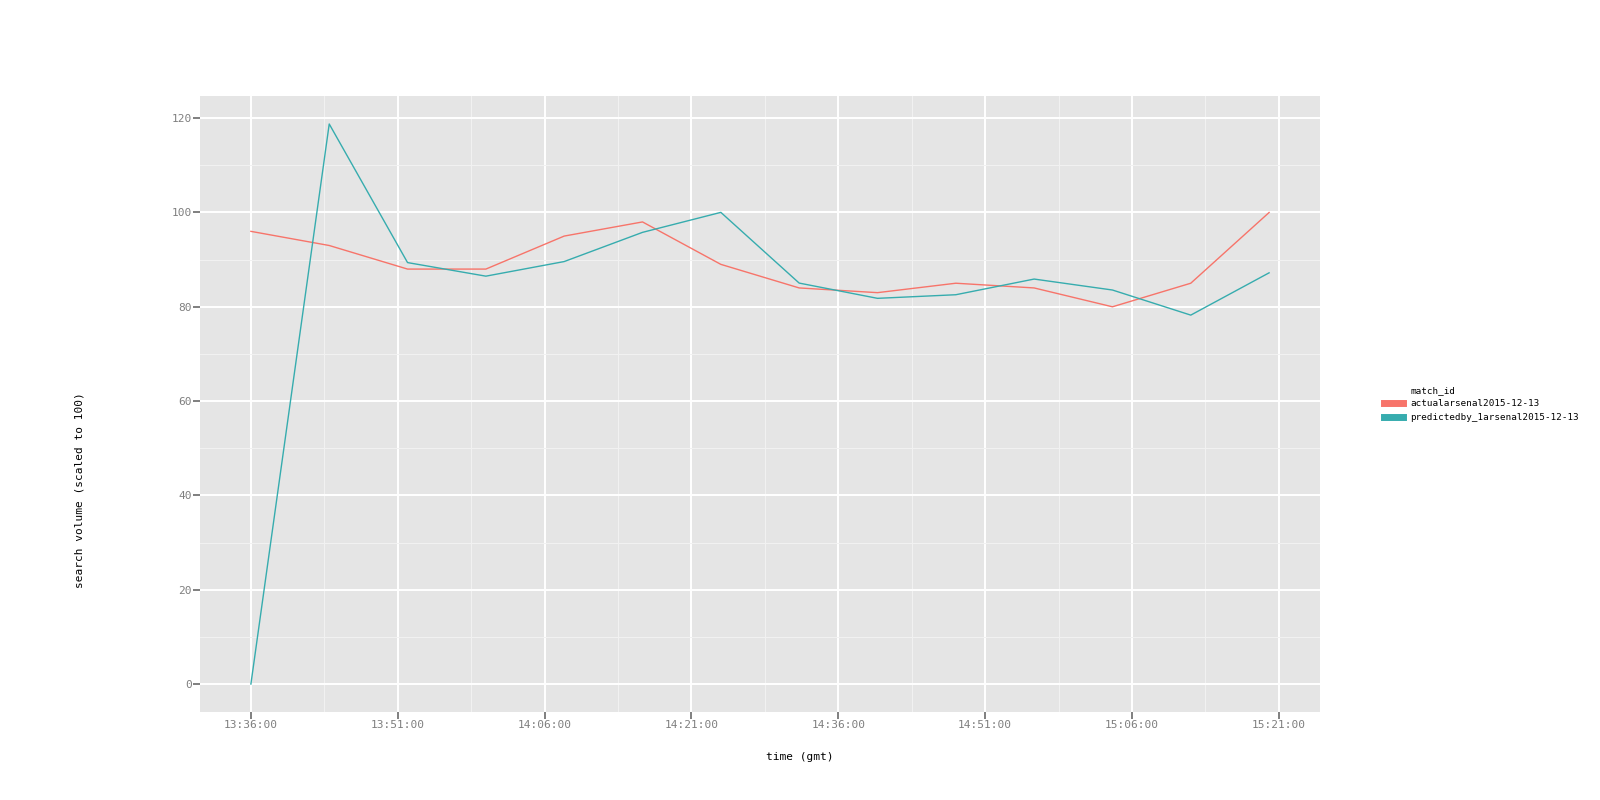 120
100
80
60
40
20
0
search volume (scaled to 100)
13:36:00 13:51:00 14:06:00 14:21:00 14:36:00 14:51:00 15:06:00 15:21:00
time (gmt)
match_id
actualarsenal2015-12-13
predictedby_1arsenal2015-12-13